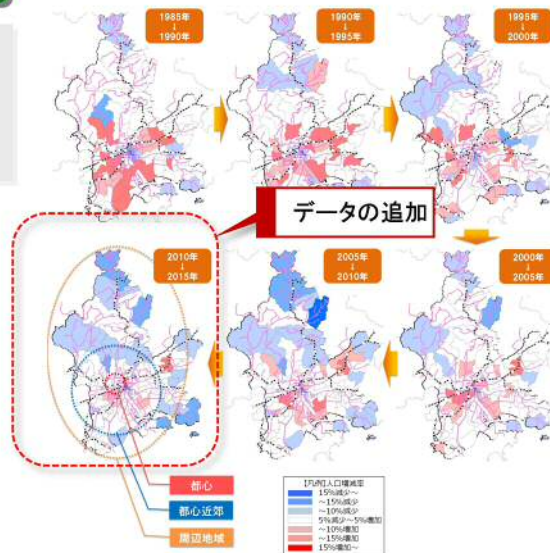 1985年
↓
1990年
1990年
↓
1995年
1995年
↓
2000年
データの追加
2010年
↓
2015年
2005年
↓
2010年
2000年
↓
2005年
都心
都心近郊
周辺地域
【凡例】人口増減率
15%減少~
~15%減少
~10%減少
5%減少~5%増加
~10%増加
~15%増加
15%増加~